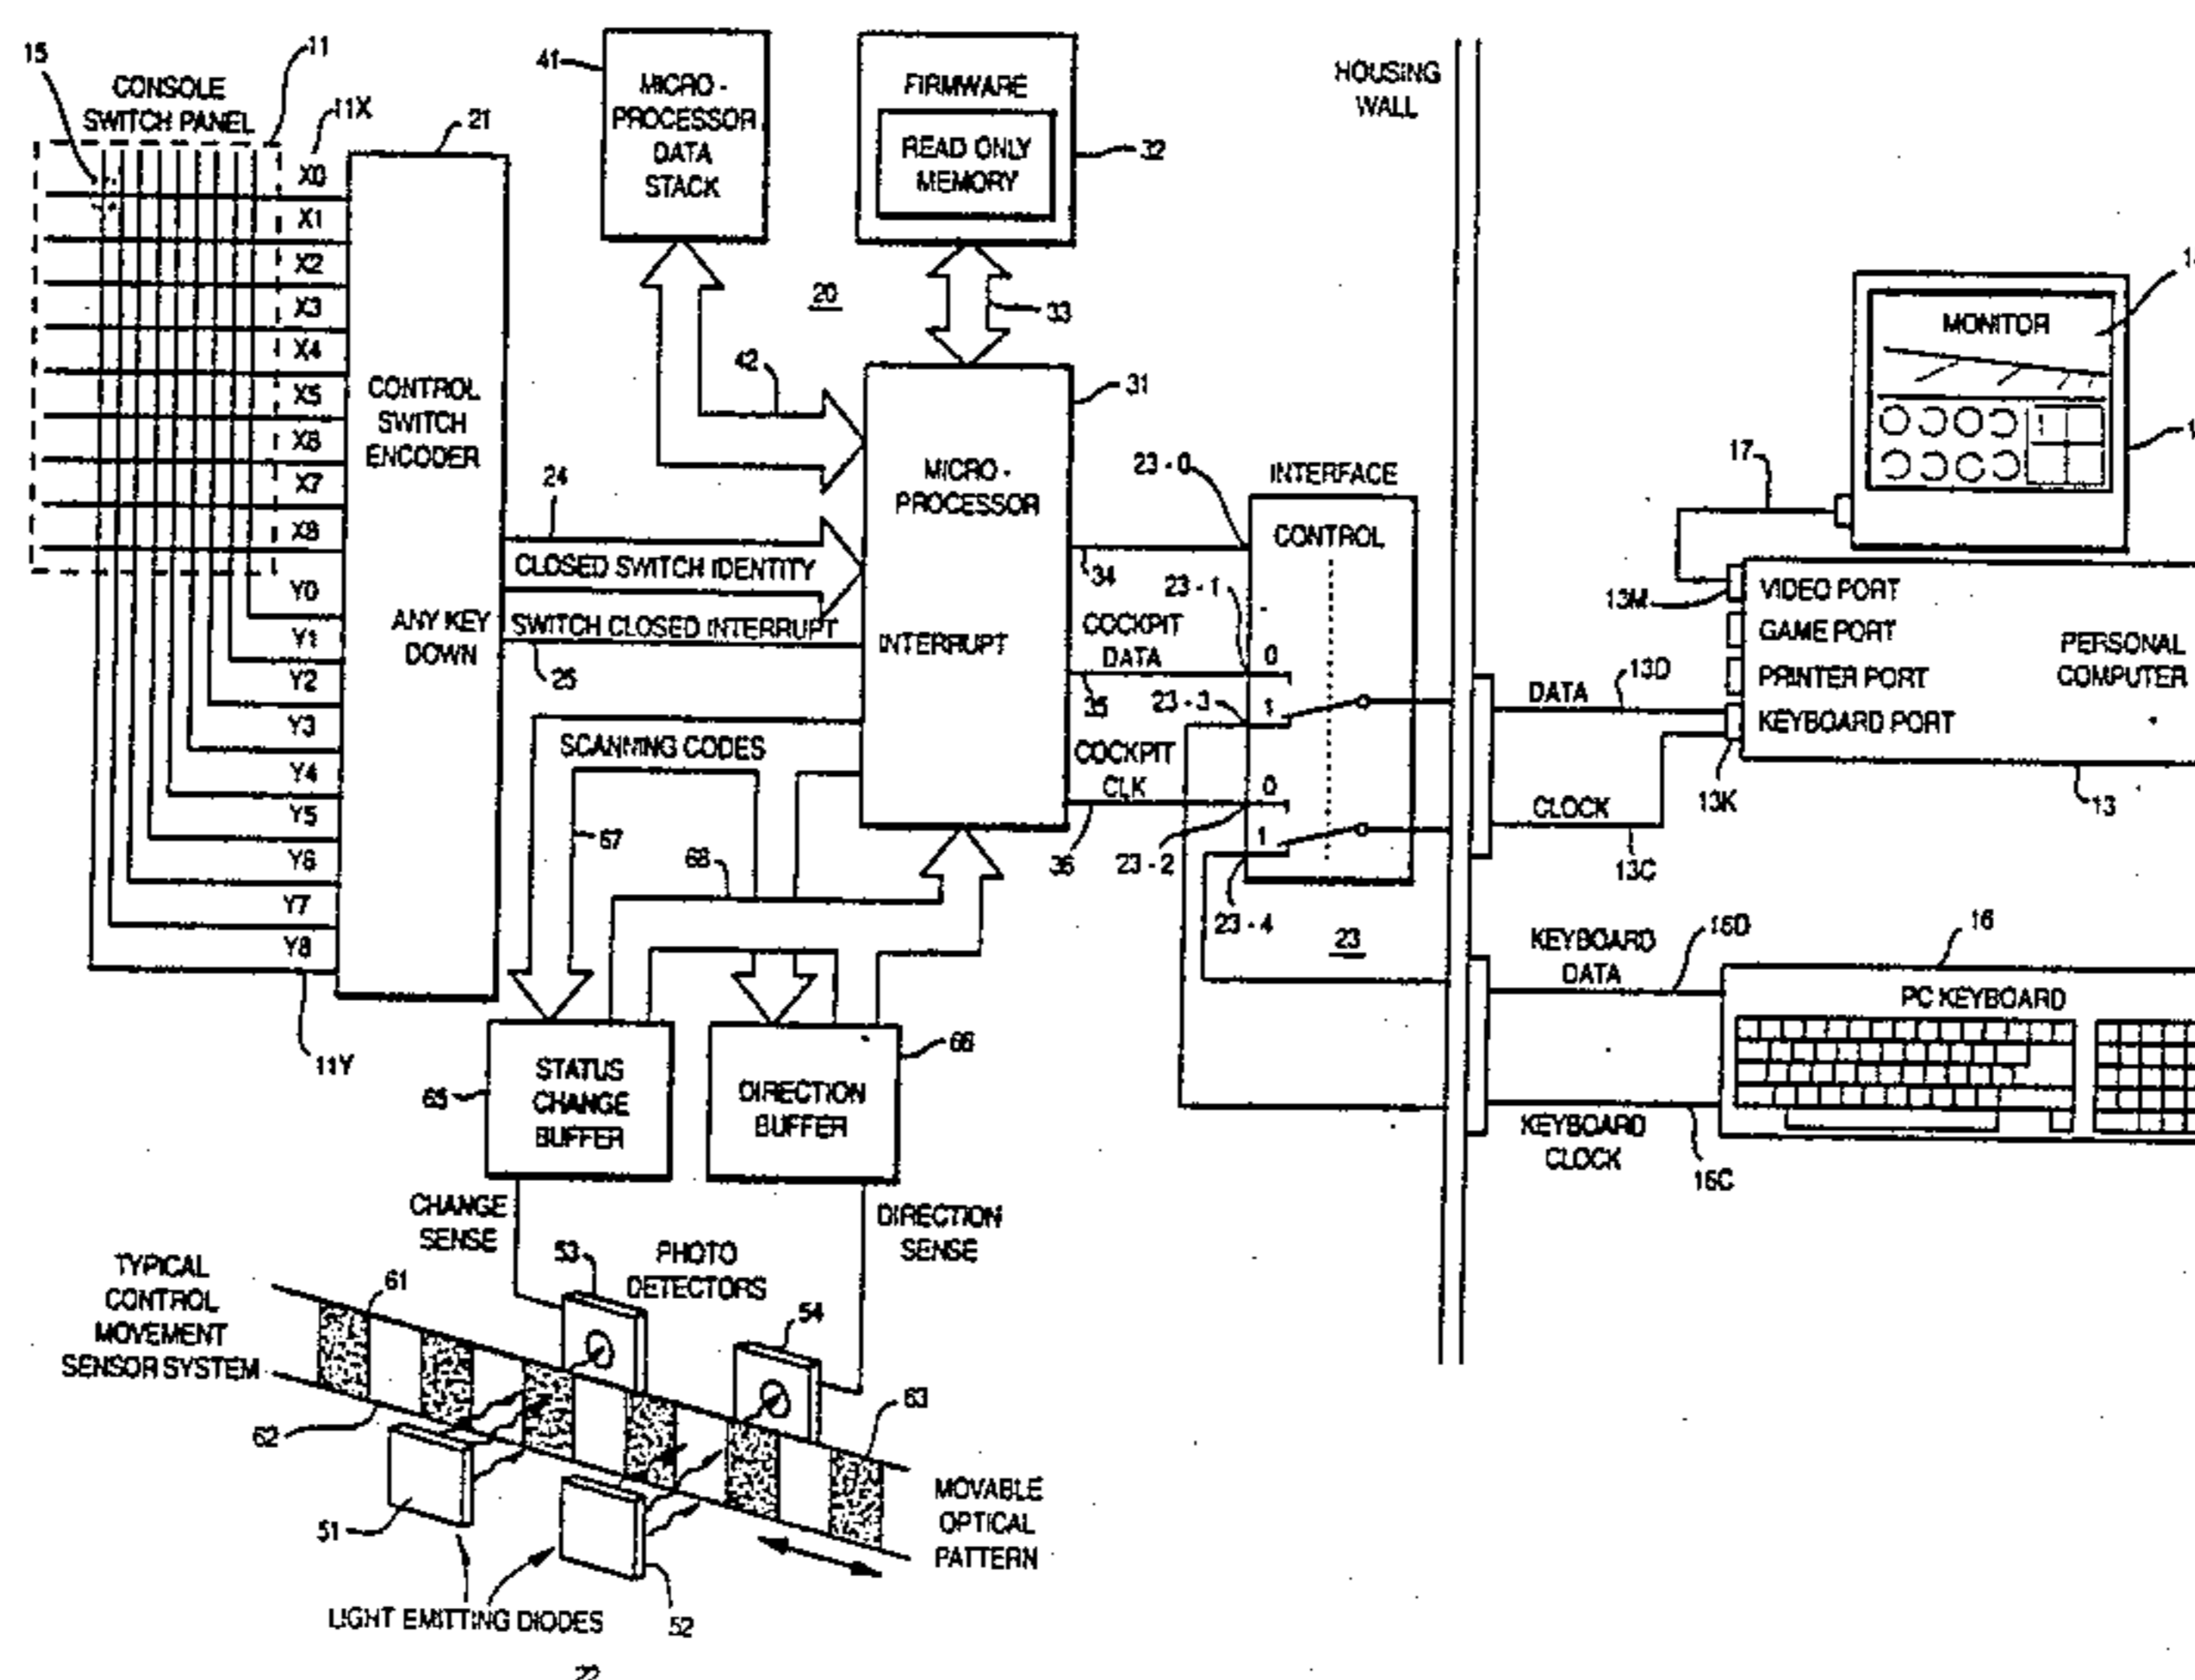 15
11
CONSOLE
SWITCH PANEL
11X
21
X0
X1
X2
X3
X4
X5
X6
X7
X8
Y0
Y1
Y2
Y3
Y4
Y5
Y6
Y7
Y8
11Y
CONTROL
SWITCH
ENCODER
ANY KEY
DOWN
41
MICRO -
PROCESSOR
DATA
STACK
FIRMWARE
READ ONLY
MEMORY
32
20
33
42
31
MICRO -
PROCESSOR
INTERRUPT
24
CLOSED SWITCH IDENTITY
SWITCH CLOSED INTERRUPT
25
SCANNING CODES
67
68
34
COCKPIT
DATA
35
COCKPIT
CLK
36
23 - 0
23 - 1
23 - 3
23 - 2
23 - 4
INTERFACE
CONTROL
0
1
0
1
23
HOUSING
WALL
MONITOR
17
13M
VIDEO PORT
GAME PORT
PRINTER PORT
KEYBOARD PORT
PERSONAL
COMPUTER
13K
13
DATA
13D
CLOCK
13C
KEYBOARD
DATA
16D
16
PC KEYBOARD
KEYBOARD
CLOCK
16C
65
STATUS
CHANGE
BUFFER
66
DIRECTION
BUFFER
CHANGE
SENSE
DIRECTION
SENSE
53
PHOTO
DETECTORS
54
TYPICAL
CONTROL
MOVEMENT
SENSOR SYSTEM
61
62
63
51
52
LIGHT EMITTING DIODES
MOVABLE
OPTICAL
PATTERN
22